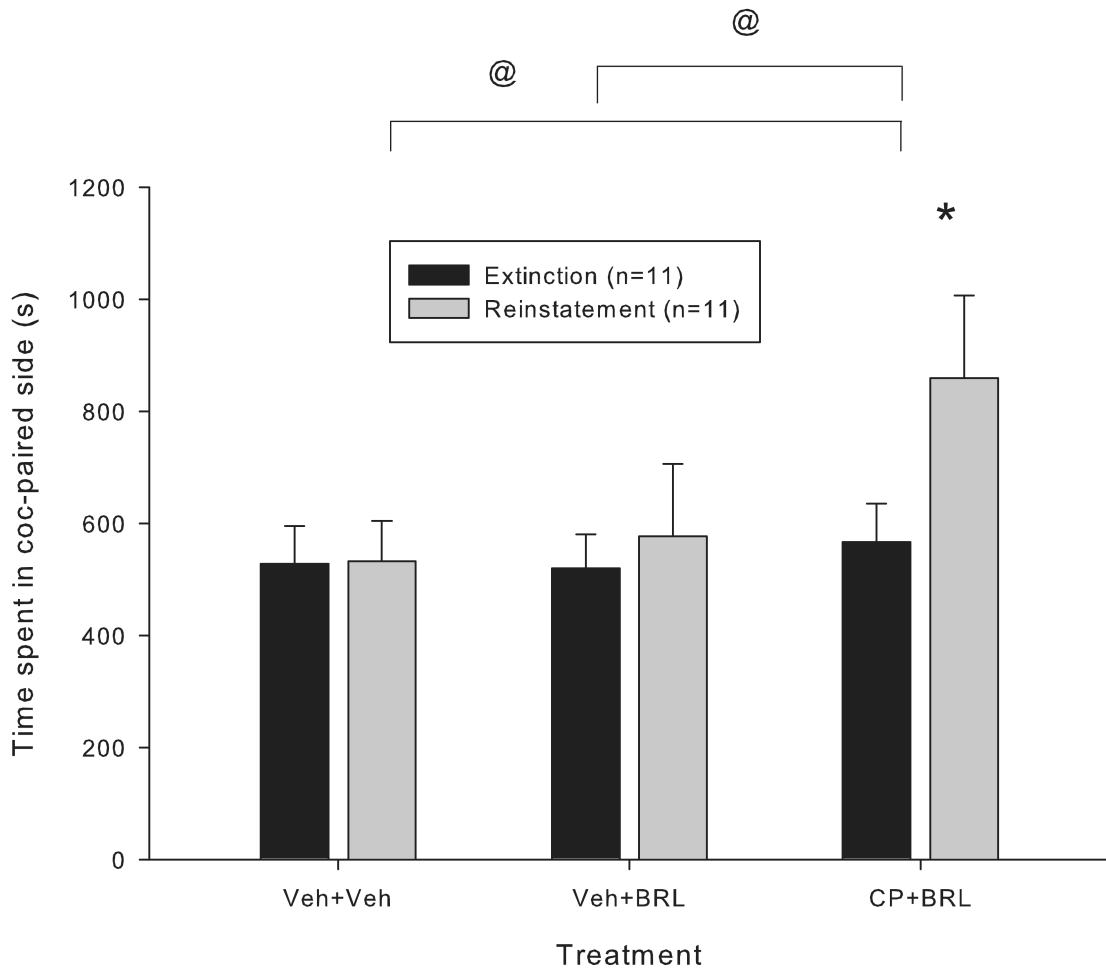 @
@
1200
1000
800
600
400
200
0
Time spent in coc-paired side (s)
*
Extinction (n=11)
Reinstatement (n=11)
Veh+Veh
Veh+BRL
CP+BRL
Treatment